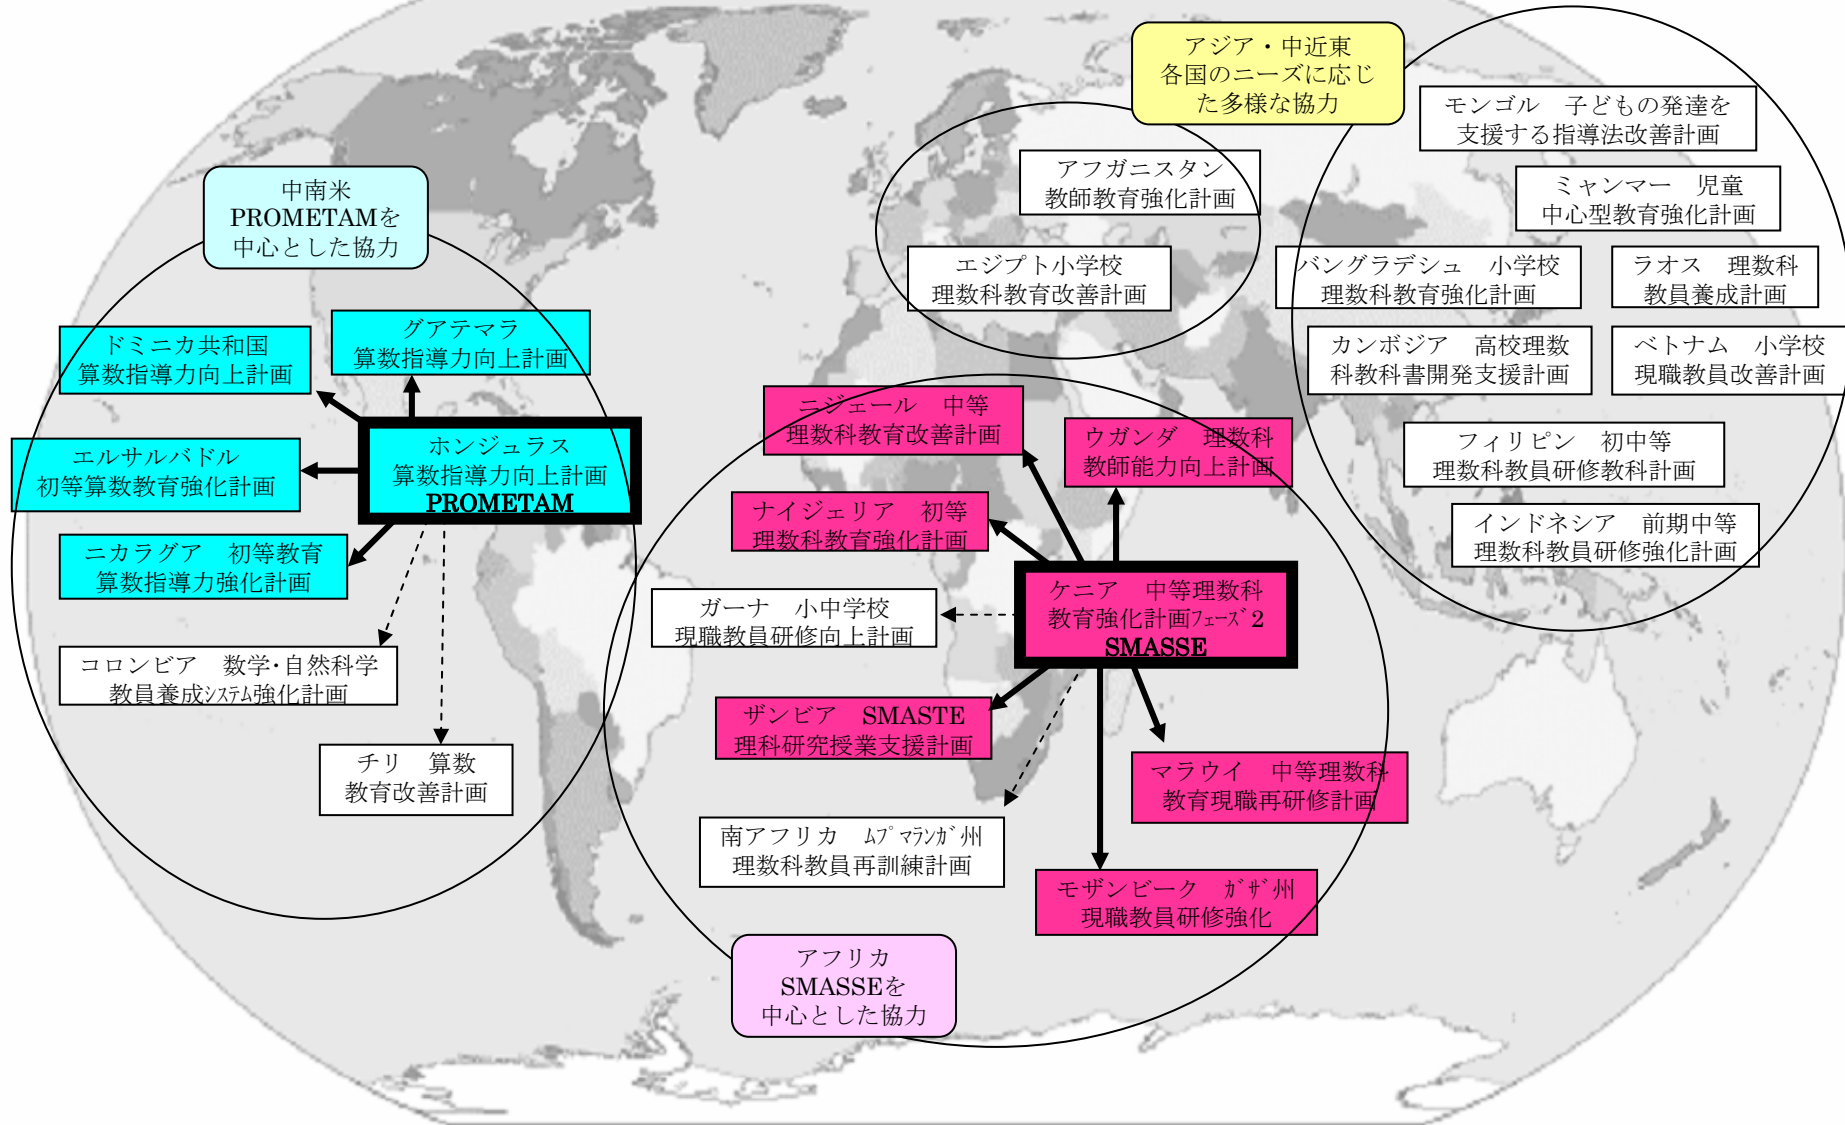 アジア・中近東
各国のニーズに応じ
た多様な協力
モンゴル　子どもの発達を
支援する指導法改善計画
アフガニスタン
教師教育強化計画
ミャンマー　児童
中心型教育強化計画
エジプト小学校
理数科教育改善計画
バングラデシュ　小学校
理数科教育強化計画
ラオス　理数科
教員養成計画
カンボジア　高校理数
科教科書開発支援計画
ベトナム　小学校
現職教員改善計画
フィリピン　初中等
理数科教員研修教科計画
インドネシア　前期中等
理数科教員研修強化計画
中南米
PROMETAMを
中心とした協力
ドミニカ共和国
算数指導力向上計画
グアテマラ
算数指導力向上計画
エルサルバドル
初等算数教育強化計画
ホンジュラス
算数指導力向上計画
PROMETAM
ニカラグア　初等教育
算数指導力強化計画
コロンビア　数学・自然科学
教員養成ｼｽﾃﾑ強化計画
チリ　算数
教育改善計画
ニジェール　中等
理数科教育改善計画
ウガンダ　理数科
教師能力向上計画
ナイジェリア　初等
理数科教育強化計画
ケニア　中等理数科
教育強化計画ﾌｪｰｽﾞ2
SMASSE
ガーナ　小中学校
現職教員研修向上計画
ザンビア　SMASTE
理科研究授業支援計画
マラウイ　中等理数科
教育現職再研修計画
南アフリカ　ﾑﾌﾟﾏﾗﾝｶﾞ州
理数科教員再訓練計画
モザンビーク　ｶﾞｻﾞ州
現職教員研修強化
アフリカ
SMASSEを
中心とした協力